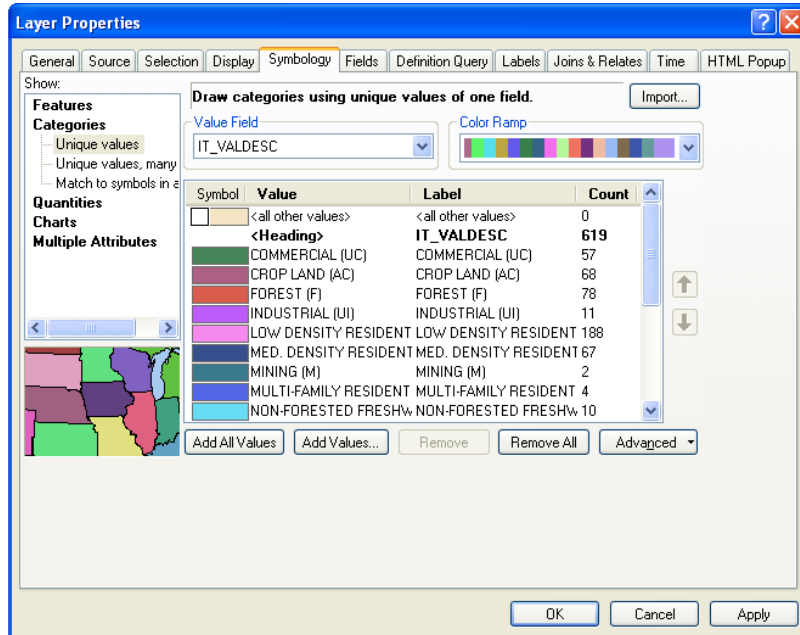 Layer Properties
General Source Selection Display Symbology Fields Definition Query Labels Joins & Relates Time HTML Popup
Show:
Features
Categories
Unique values
Unique values, many
Match to symbols in a
Quantities
Charts
Multiple Attributes
Draw categories using unique values of one field.
Import...
Value Field
IT_VALDESC
Color Ramp
Symbol Value Label Count
<all other values> <all other values> 0
<Heading> IT_VALDESC 619
COMMERCIAL (UC) COMMERCIAL (UC) 57
CROP LAND (AC) CROP LAND (AC) 68
FOREST (F) FOREST (F) 78
INDUSTRIAL (UI) INDUSTRIAL (UI) 11
LOW DENSITY RESIDENT LOW DENSITY RESIDENT 188
MED. DENSITY RESIDENT MED. DENSITY RESIDENT 67
MINING (M) MINING (M) 2
MULTI-FAMILY RESIDENT MULTI-FAMILY RESIDENT 4
NON-FORESTED FRESHW NON-FORESTED FRESHW 10
Add All Values Add Values... Remove Remove All Advanced
OK Cancel Apply